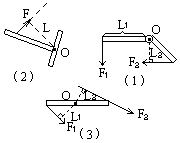 F L O
(2)
L₁ O
L₂
F₁ F₂
(1)
O L₂
F₁ L₁ F₂
(3)